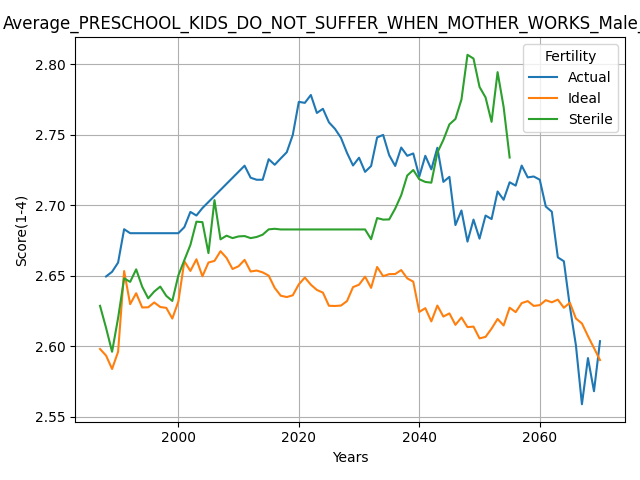 Average_PRESCHOOL_KIDS_DO_NOT_SUFFER_WHEN_MOTHER_WORKS_Male_
Fertility
Actual
Ideal
Sterile
2.80
2.75
2.70
2.65
2.60
2.55
Score(1-4)
2000 2020 2040 2060
Years